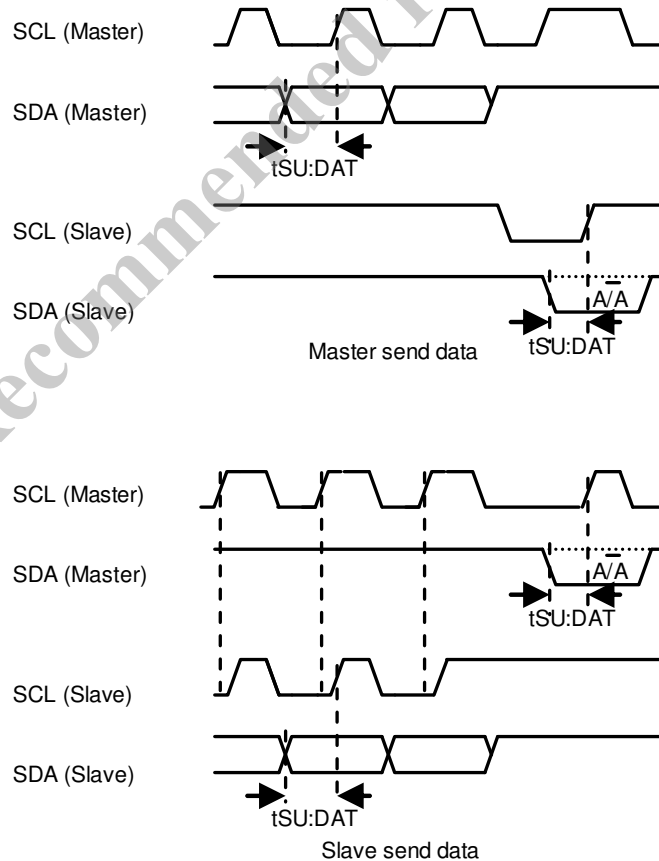 SCL (Master)
SDA (Master)
tSU:DAT
SCL (Slave)
SDA (Slave)
A/A̅
tSU:DAT
Master send data
SCL (Master)
SDA (Master)
A/A̅
tSU:DAT
SCL (Slave)
SDA (Slave)
tSU:DAT
Slave send data